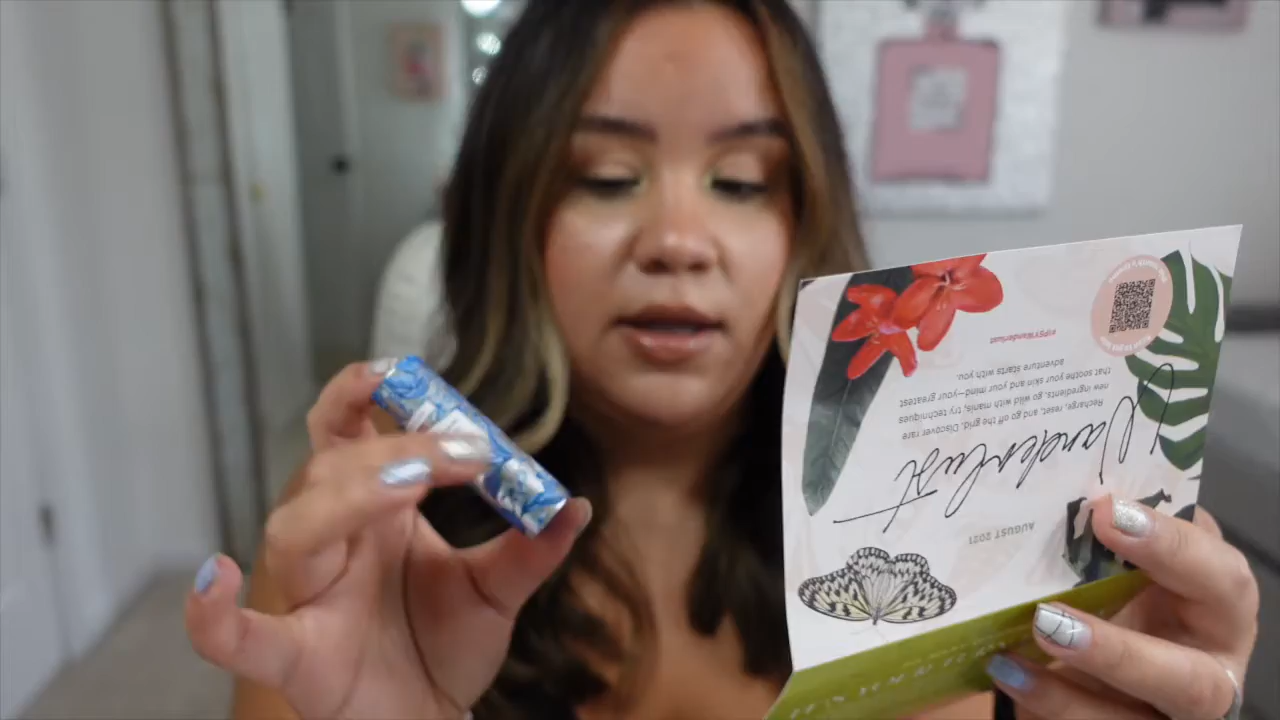 AUGUST 2021
Wanderlust
Recharge, reset, and go off the grid. Discover rare
new ingredients, go wild with manis, try techniques
that soothe your skin and your mind—your greatest
adventure starts with you.
#IPSYWanderlust